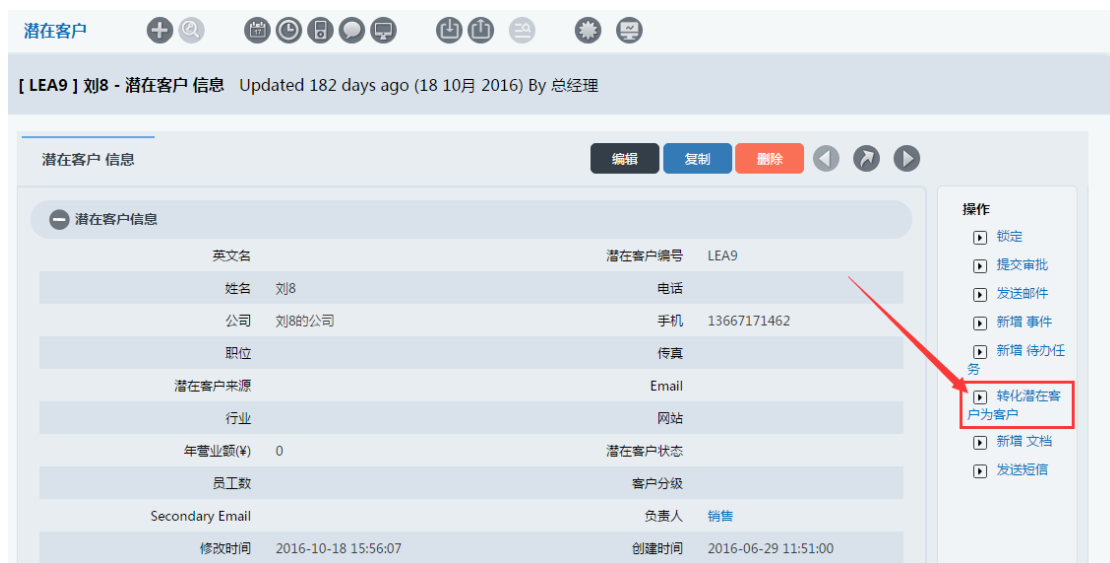 潜在客户
[ LEA9 ] 刘8 - 潜在客户 信息 Updated 182 days ago (18 10月 2016) By 总经理
潜在客户 信息
编辑 复制 删除
潜在客户信息
英文名 潜在客户编号 LEA9
姓名 刘8 电话
公司 刘8的公司 手机 13667171462
职位 传真
潜在客户来源 Email
行业 网站
年营业额(¥) 0 潜在客户状态
员工数 客户分级
Secondary Email 负责人 销售
修改时间 2016-10-18 15:56:07 创建时间 2016-06-29 11:51:00
操作
锁定
提交审批
发送邮件
新增 事件
新增 待办任
务
转化潜在客
户为客户
新增 文档
发送短信